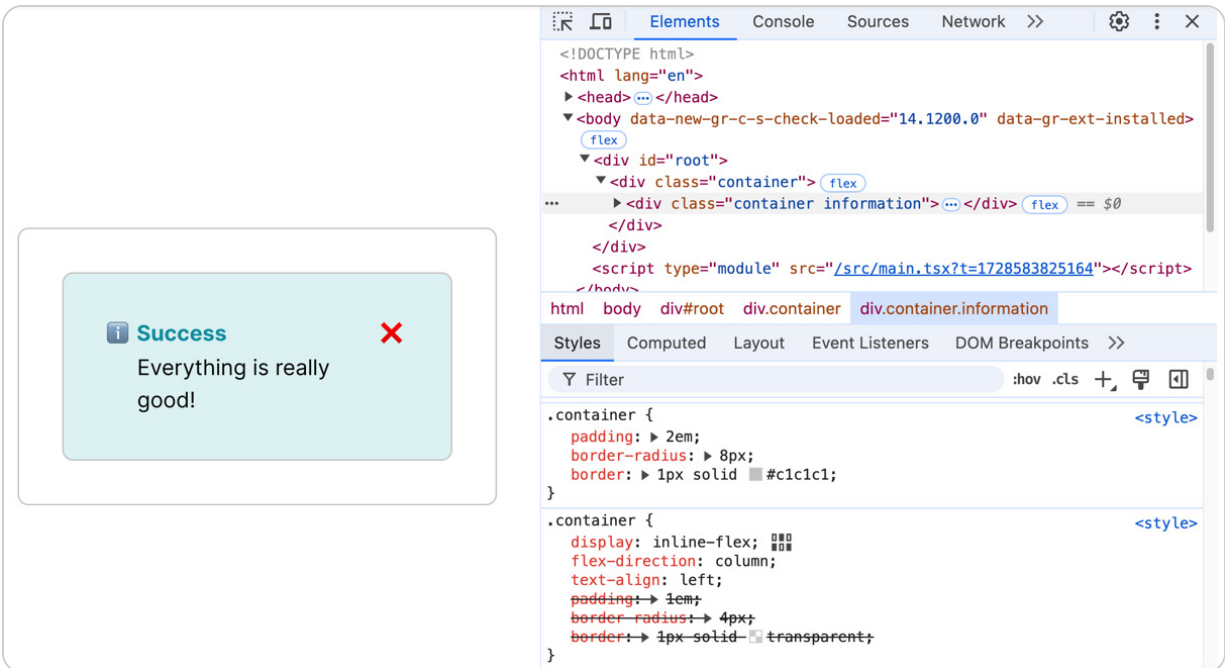 Elements Console Sources Network >>
<!DOCTYPE html>
<html lang="en">
<head> ··· </head>
<body data-new-gr-c-s-check-loaded="14.1200.0" data-gr-ext-installed>
flex
<div id="root">
<div class="container"> flex
··· <div class="container information"> ··· </div> flex == $0
</div>
</div>
<script type="module" src="/src/main.tsx?t=1728583825164"></script>
</body>
html body div#root div.container div.container.information
Styles Computed Layout Event Listeners DOM Breakpoints >>
Filter :hov .cls
.container { <style>
padding: 2em;
border-radius: 8px;
border: 1px solid #c1c1c1;
}
.container { <style>
display: inline-flex;
flex-direction: column;
text-align: left;
padding: 1em;
border-radius: 4px;
border: 1px solid transparent;
}
i Success
Everything is really
good!